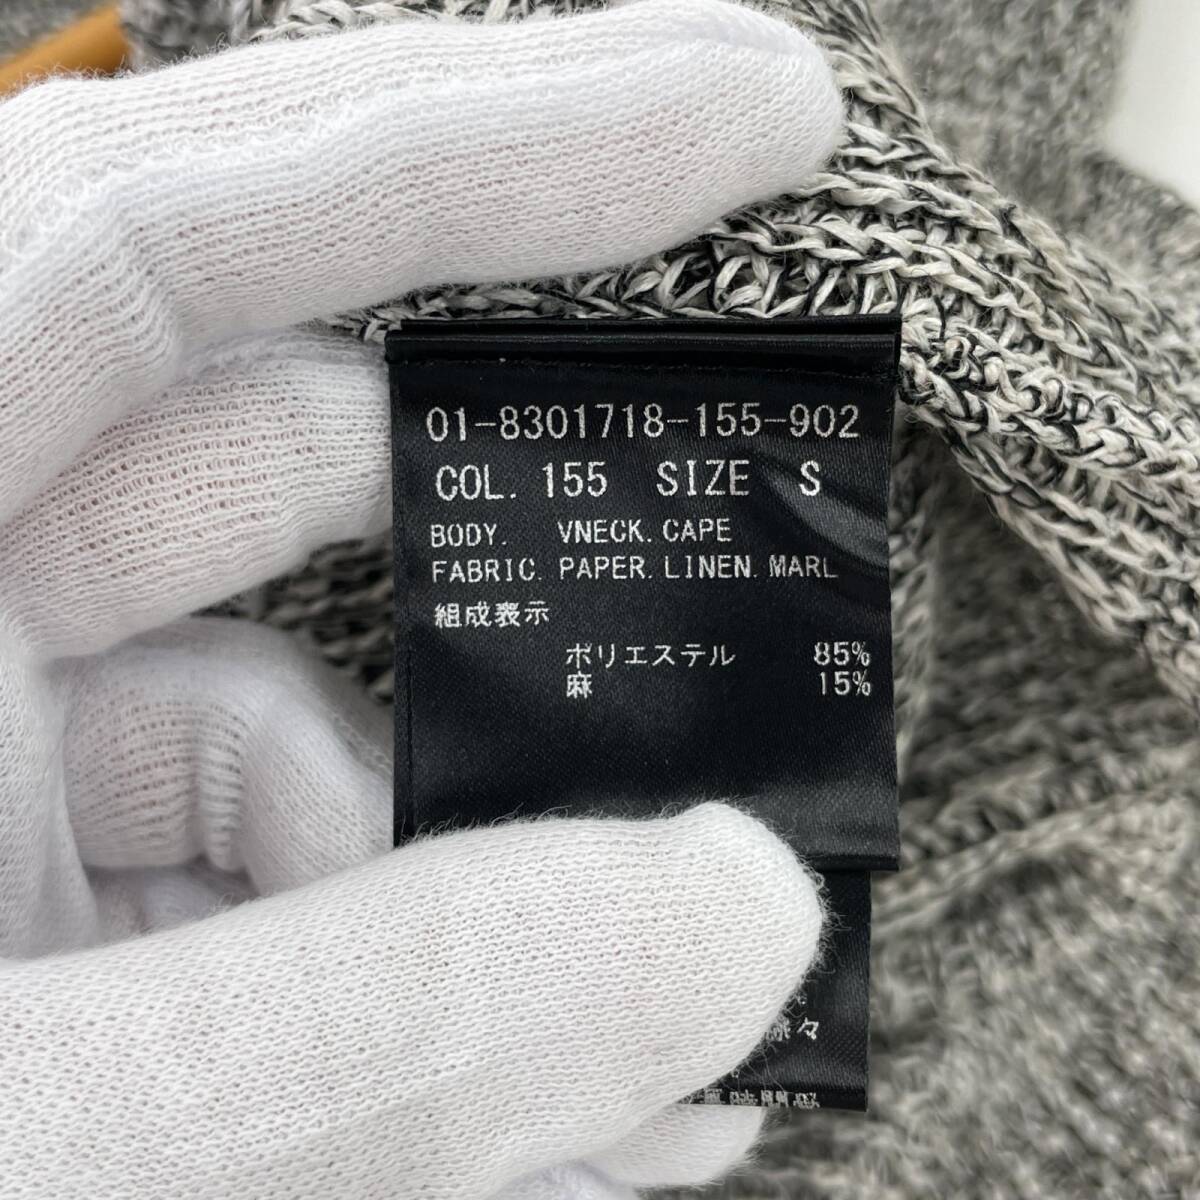 01-8301718-155-902
COL. 155 SIZE S
BODY. VNECK. CAPE
FABRIC. PAPER. LINEN. MARL
組成表示
ポリエステル 85%
麻 15%
々